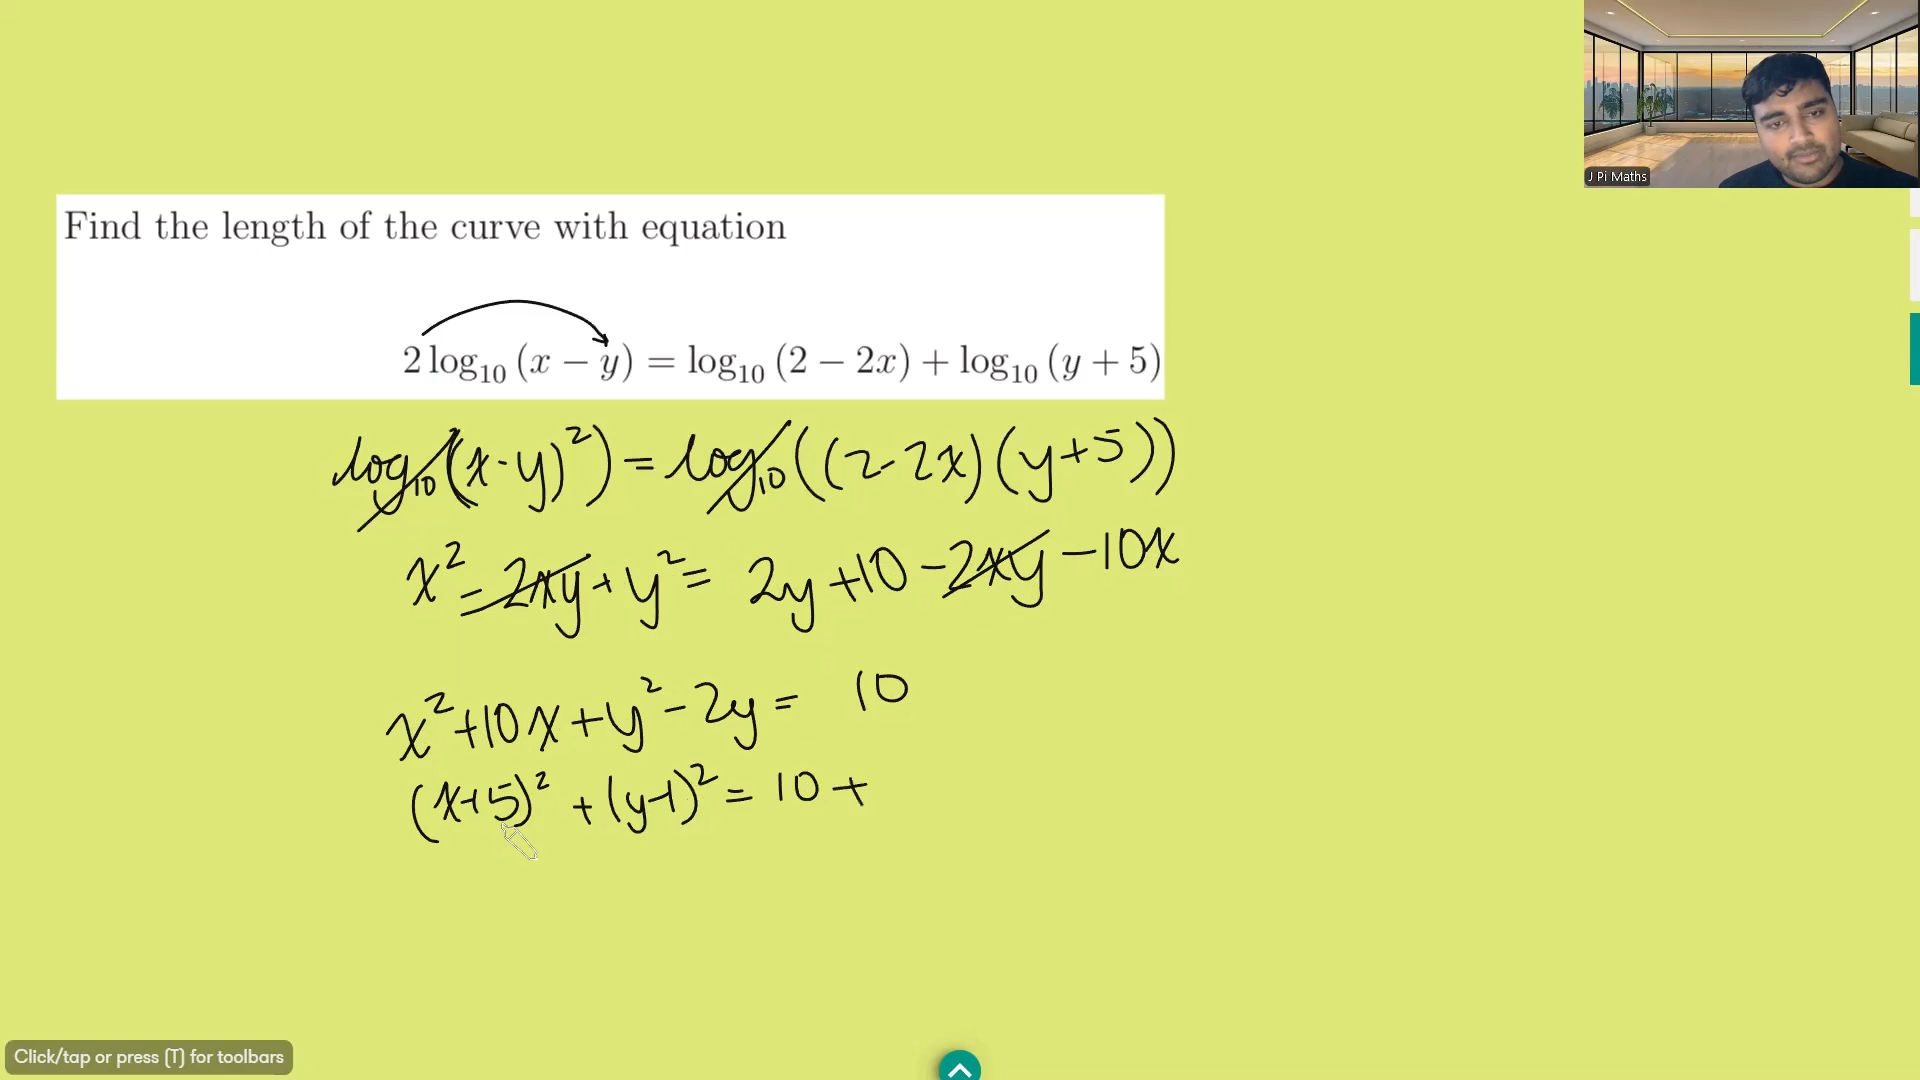 J Pi Maths
Find the length of the curve with equation
2 log₁₀ (x − y) = log₁₀ (2 − 2x) + log₁₀ (y + 5)
log₁₀((x-y)²) = log₁₀((2-2x)(y+5))
x² - 2xy + y² = 2y + 10 - 2xy - 10x
x² + 10x + y² - 2y = 10
(x+5)² + (y-1)² = 10 +
Click/tap or press (T) for toolbars